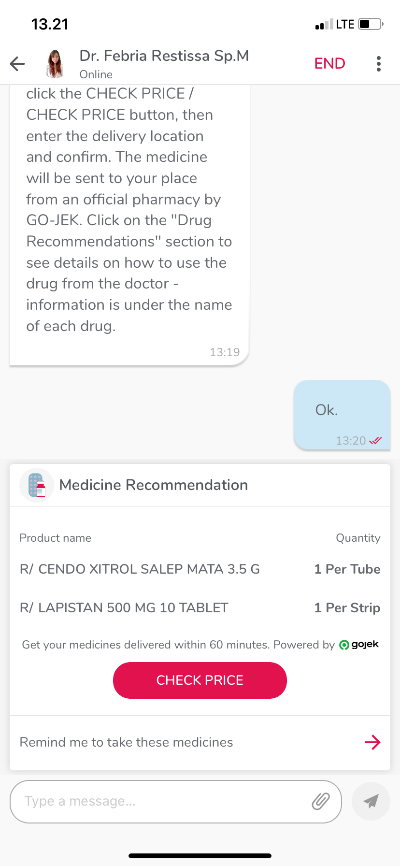 13.21
LTE
Dr. Febria Restissa Sp.M
Online
END
click the CHECK PRICE /
CHECK PRICE button, then
enter the delivery location
and confirm. The medicine
will be sent to your place
from an official pharmacy by
GO-JEK. Click on the "Drug
Recommendations" section to
see details on how to use the
drug from the doctor -
information is under the name
of each drug.
13:19
Ok.
13:20
Medicine Recommendation
Product name Quantity
R/ CENDO XITROL SALEP MATA 3.5 G 1 Per Tube
R/ LAPISTAN 500 MG 10 TABLET 1 Per Strip
Get your medicines delivered within 60 minutes. Powered by gojek
CHECK PRICE
Remind me to take these medicines
Type a message...